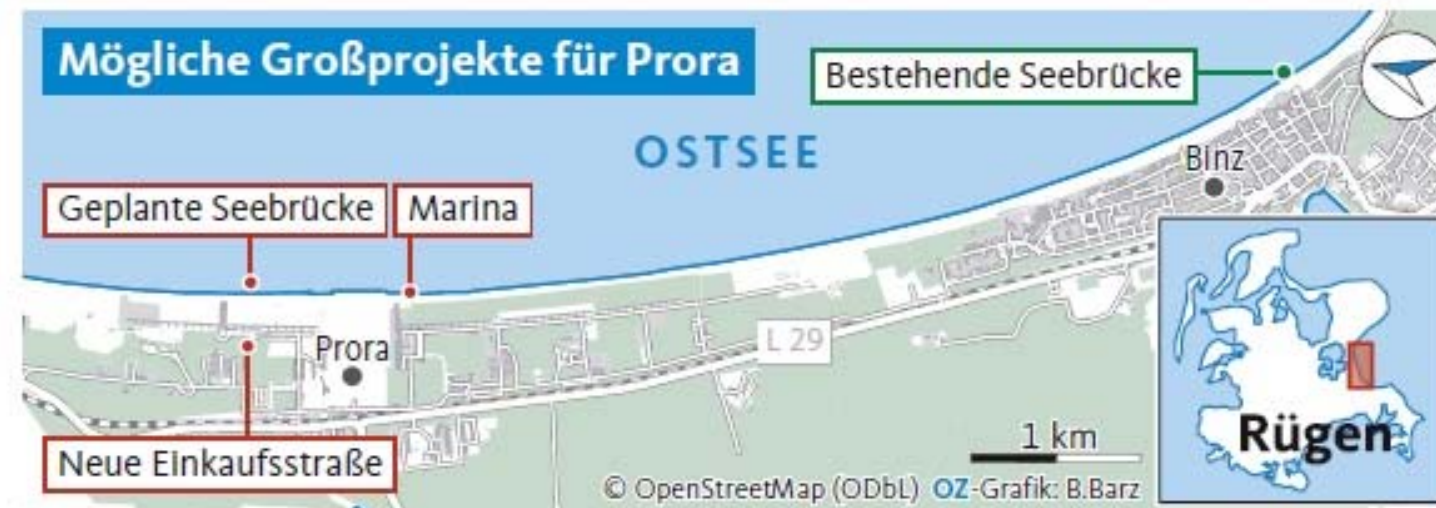 Mögliche Großprojekte für Prora
Bestehende Seebrücke
OSTSEE
Binz
Geplante Seebrücke
Marina
L 29
Prora
Rügen
1 km
Neue Einkaufsstraße
© OpenStreetMap (ODbL) OZ-Grafik: B.Barz